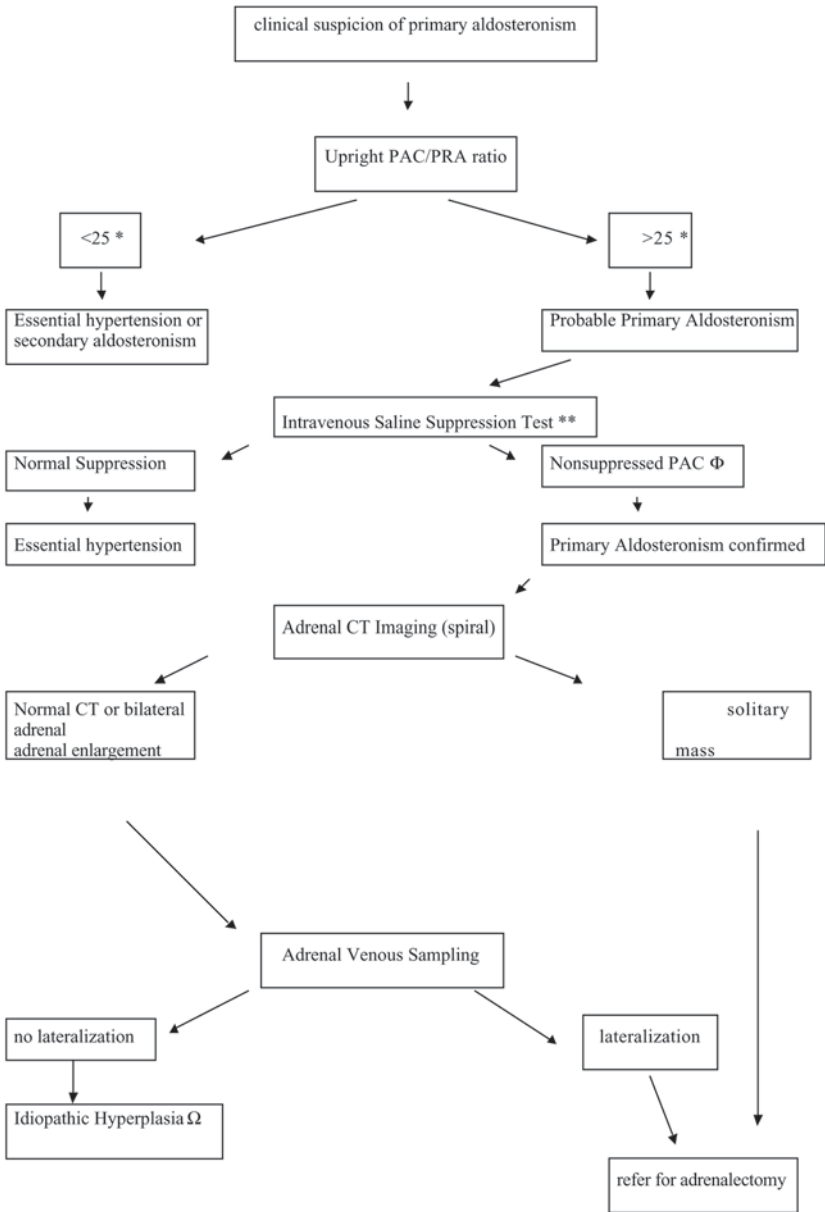 clinical suspicion of primary aldosteronism
Upright PAC/PRA ratio
<25 *
>25 *
Essential hypertension or
secondary aldosteronism
Probable Primary Aldosteronism
Intravenous Saline Suppression Test **
Normal Suppression
Nonsuppressed PAC Φ
Essential hypertension
Primary Aldosteronism confirmed
Adrenal CT Imaging (spiral)
Normal CT or bilateral
adrenal
adrenal enlargement
solitary
mass
Adrenal Venous Sampling
no lateralization
lateralization
Idiopathic Hyperplasia Ω
refer for adrenalectomy